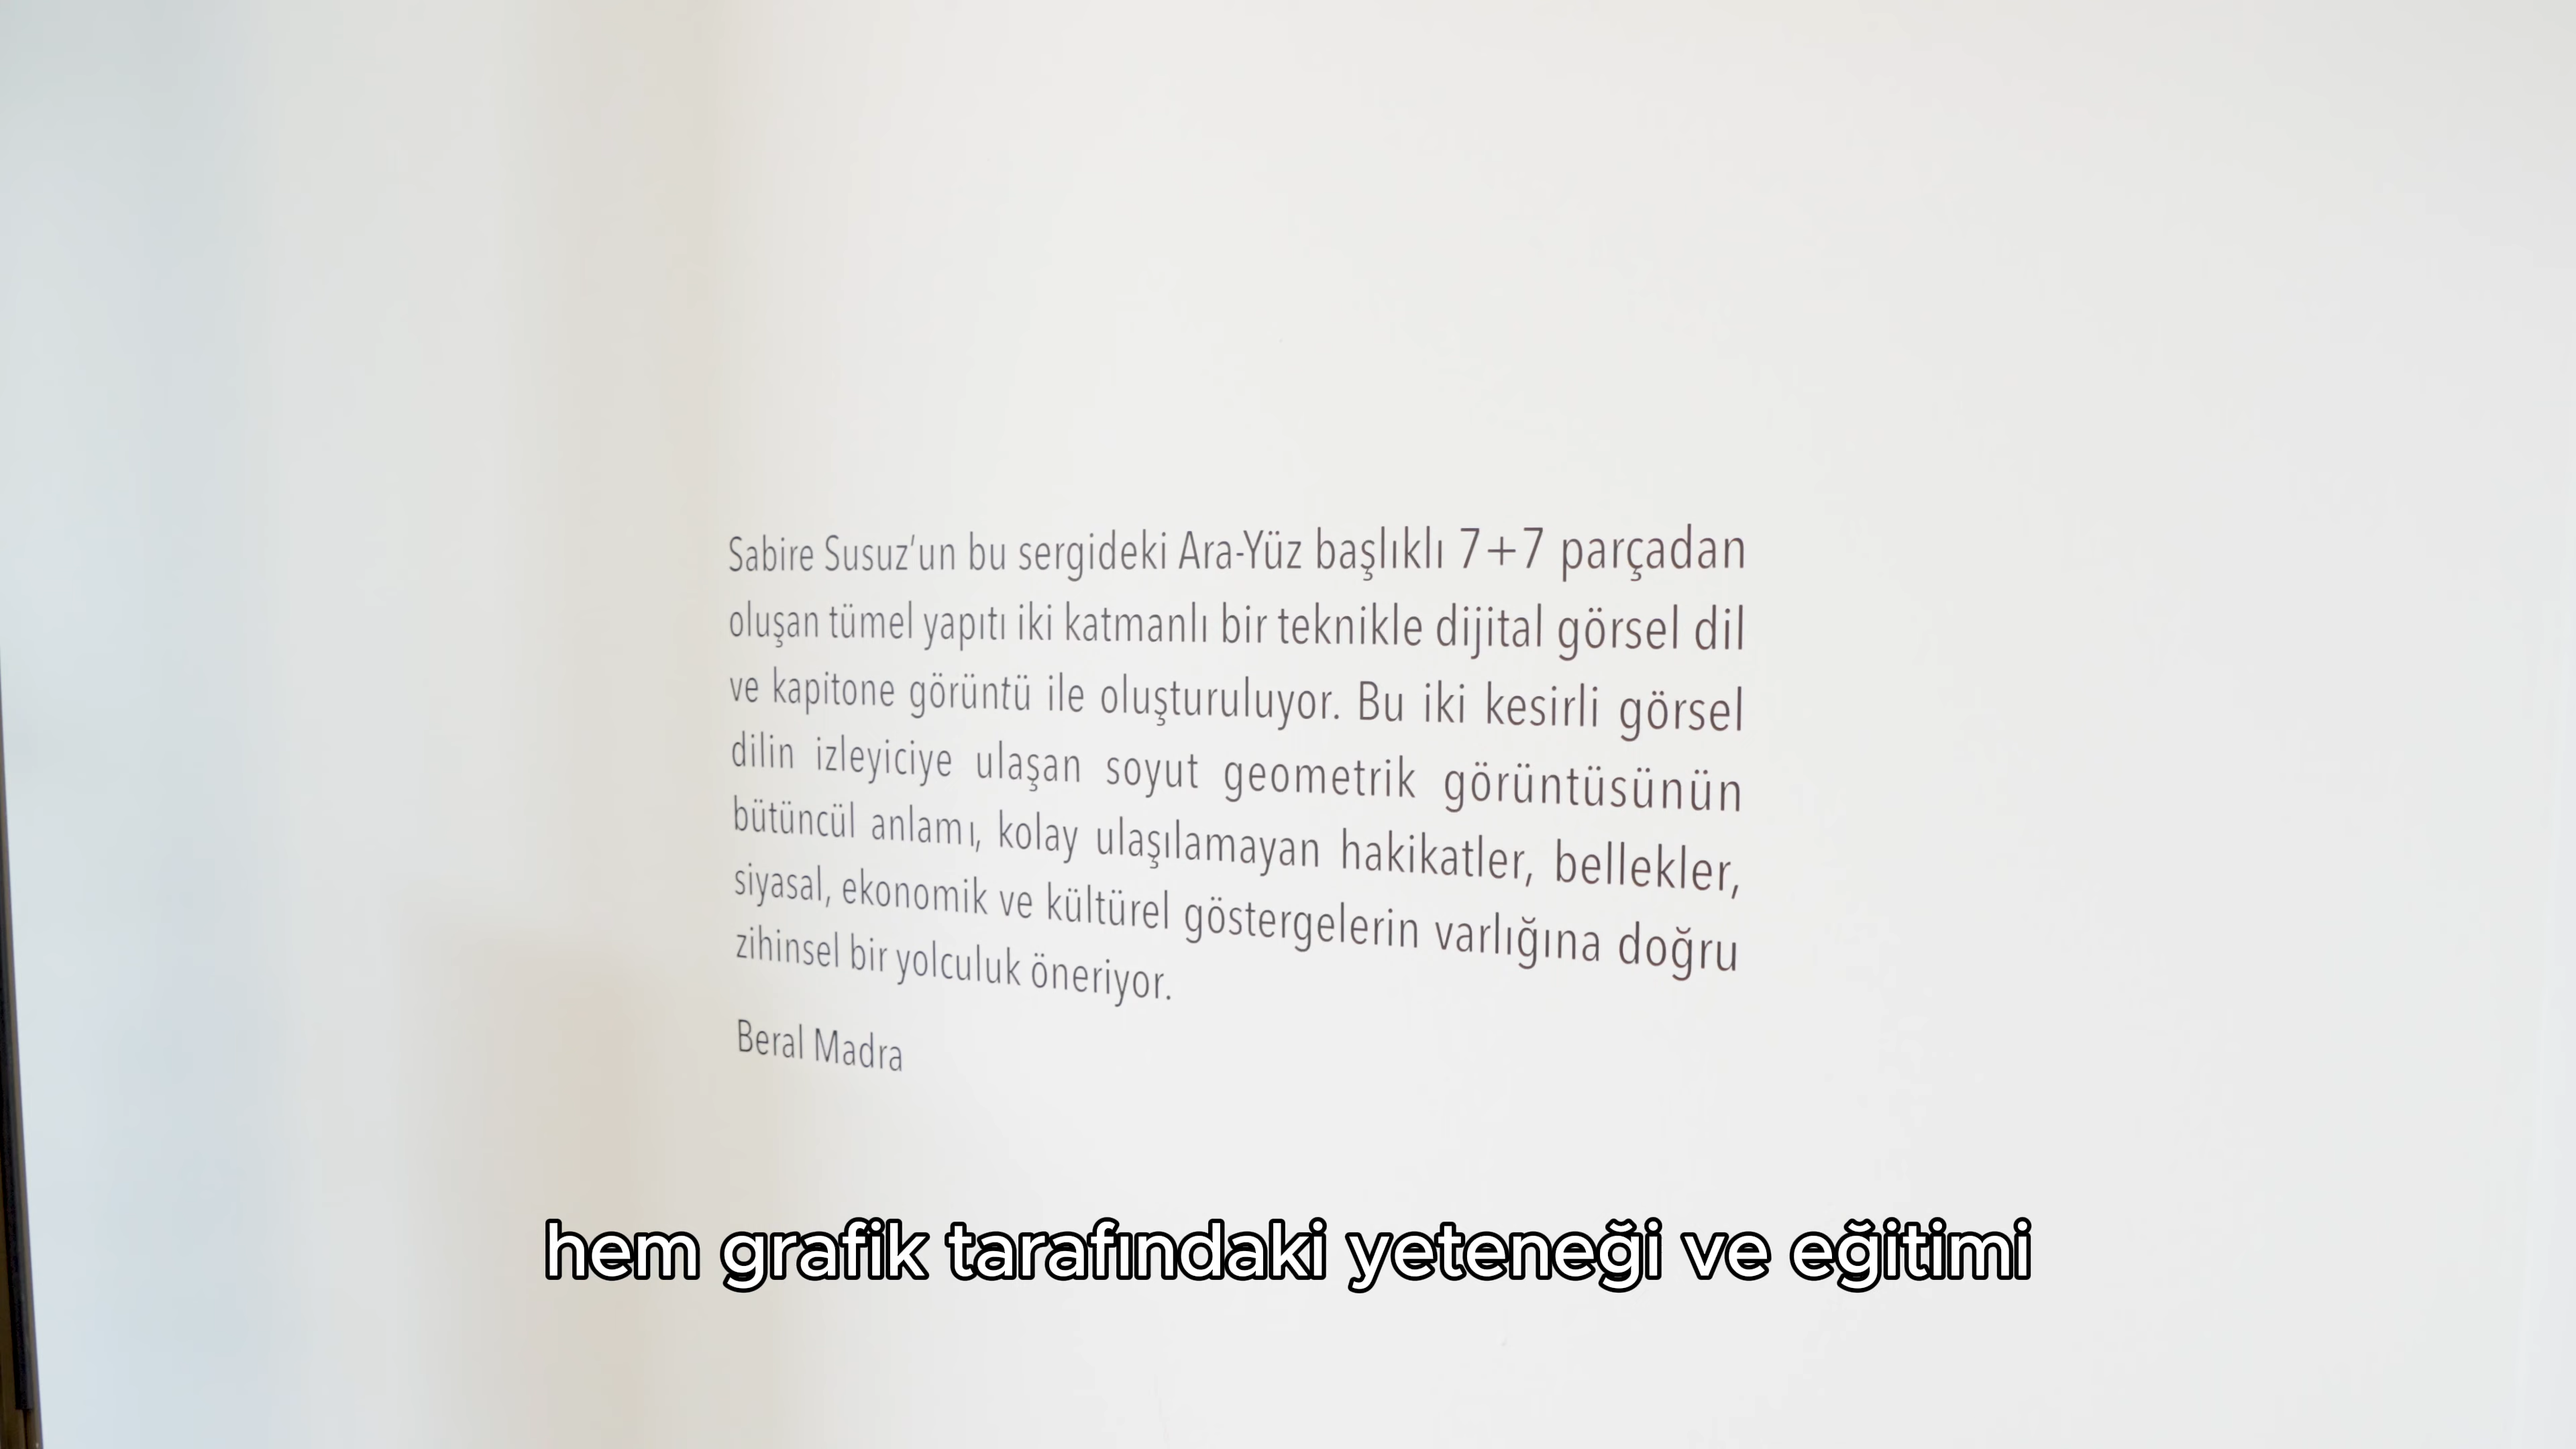 Sabire Susuz'un bu sergideki Ara-Yüz başlıklı 7+7 parçadan
oluşan tümel yapıtı iki katmanlı bir teknikle dijital görsel dil
ve kapitone görüntü ile oluşturuluyor. Bu iki kesirli görsel
dilin izleyiciye ulaşan soyut geometrik görüntüsünün
bütüncül anlamı, kolay ulaşılamayan hakikatler, bellekler,
siyasal, ekonomik ve kültürel göstergelerin varlığına doğru
zihinsel bir yolculuk öneriyor.
Beral Madra
hem grafik tarafındaki yeteneği ve eğitimi